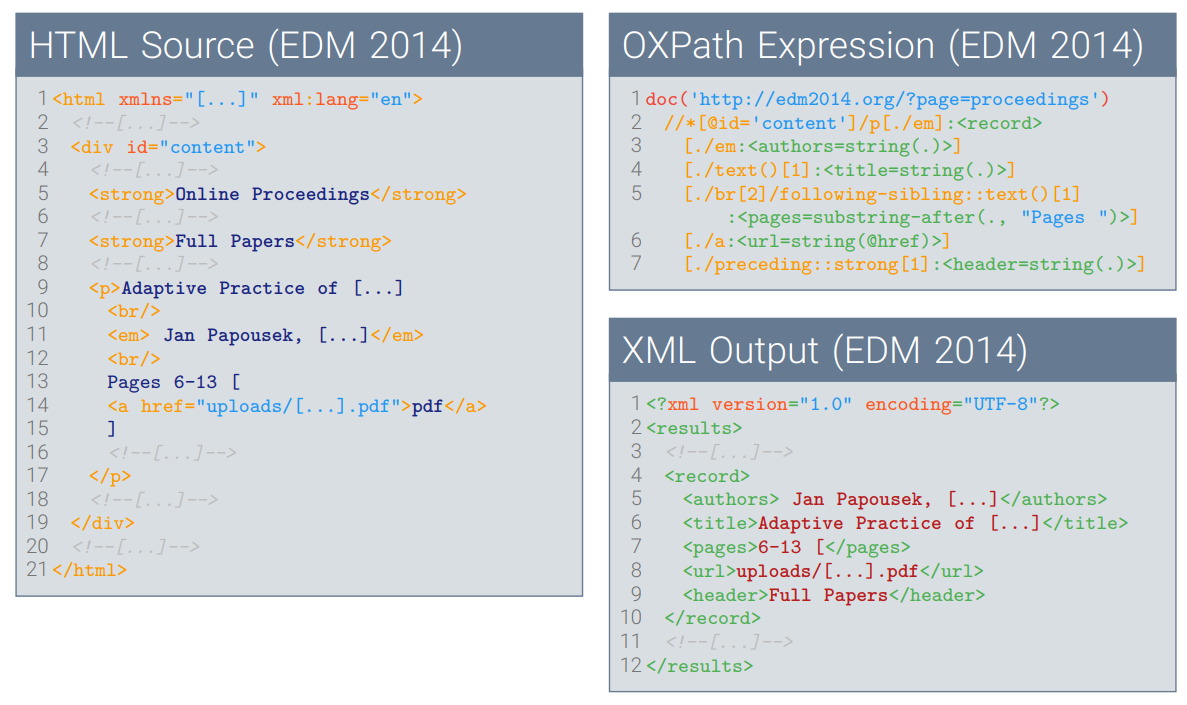 HTML Source (EDM 2014)
1 <html xmlns="[...]" xml:lang="en">
2 <!--[...]-->
3 <div id="content">
4 <!--[...]-->
5 <strong>Online Proceedings</strong>
6 <!--[...]-->
7 <strong>Full Papers</strong>
8 <!--[...]-->
9 <p>Adaptive Practice of [...]
10 <br/>
11 <em> Jan Papousek, [...]</em>
12 <br/>
13 Pages 6-13 [
14 <a href="uploads/[...].pdf">pdf</a>
15 ]
16 <!--[...]-->
17 </p>
18 <!--[...]-->
19 </div>
20 <!--[...]-->
21 </html>
OXPath Expression (EDM 2014)
1 doc('http://edm2014.org/?page=proceedings')
2 //*[@id='content']/p[./em]:<record>
3 [./em:<authors=string(.)>]
4 [./text()[1]:<title=string(.)>]
5 [./br[2]/following-sibling::text()[1]
:<pages=substring-after(., "Pages ")>]
6 [./a:<url=string(@href)>]
7 [./preceding::strong[1]:<header=string(.)>]
XML Output (EDM 2014)
1 <?xml version="1.0" encoding="UTF-8"?>
2 <results>
3 <!--[...]-->
4 <record>
5 <authors> Jan Papousek, [...]</authors>
6 <title>Adaptive Practice of [...]</title>
7 <pages>6-13 [</pages>
8 <url>uploads/[...].pdf</url>
9 <header>Full Papers</header>
10 </record>
11 <!--[...]-->
12 </results>